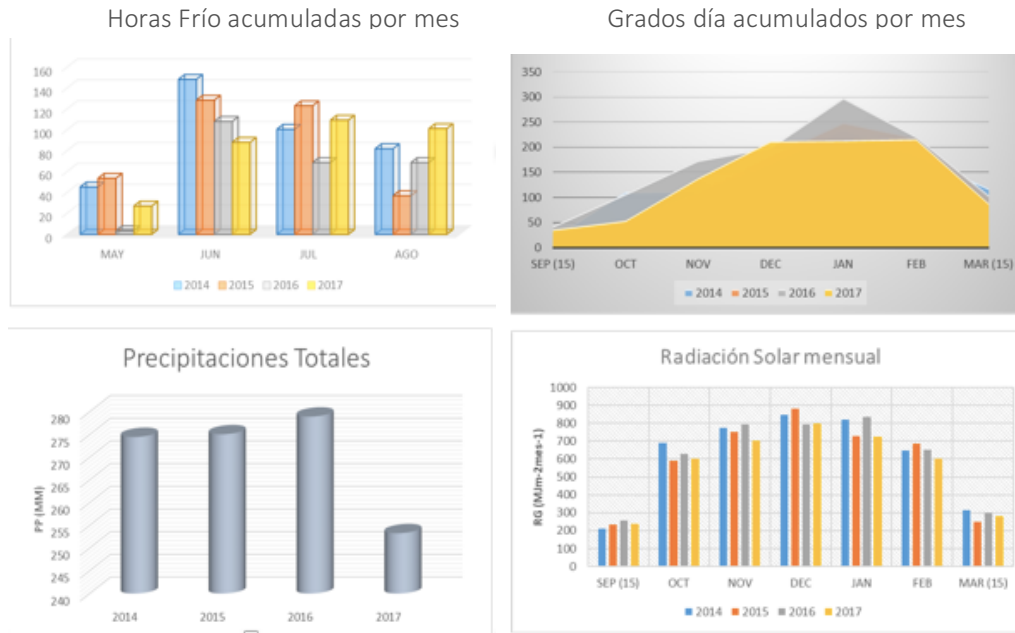 Horas Frío acumuladas por mes
160
140
120
100
80
60
40
20
0
MAY JUN JUL AGO
2014 2015 2016 2017
Grados día acumulados por mes
350
300
250
200
150
100
50
0
SEP (15) OCT NOV DEC JAN FEB MAR (15)
2014 2015 2016 2017
Precipitaciones Totales
PP (MM)
280
275
270
265
260
255
250
245
240
2014 2015 2016 2017
Radiación Solar mensual
RG (MJm-2mes-1)
1000
900
800
700
600
500
400
300
200
100
0
SEP (15) OCT NOV DEC JAN FEB MAR (15)
2014 2015 2016 2017